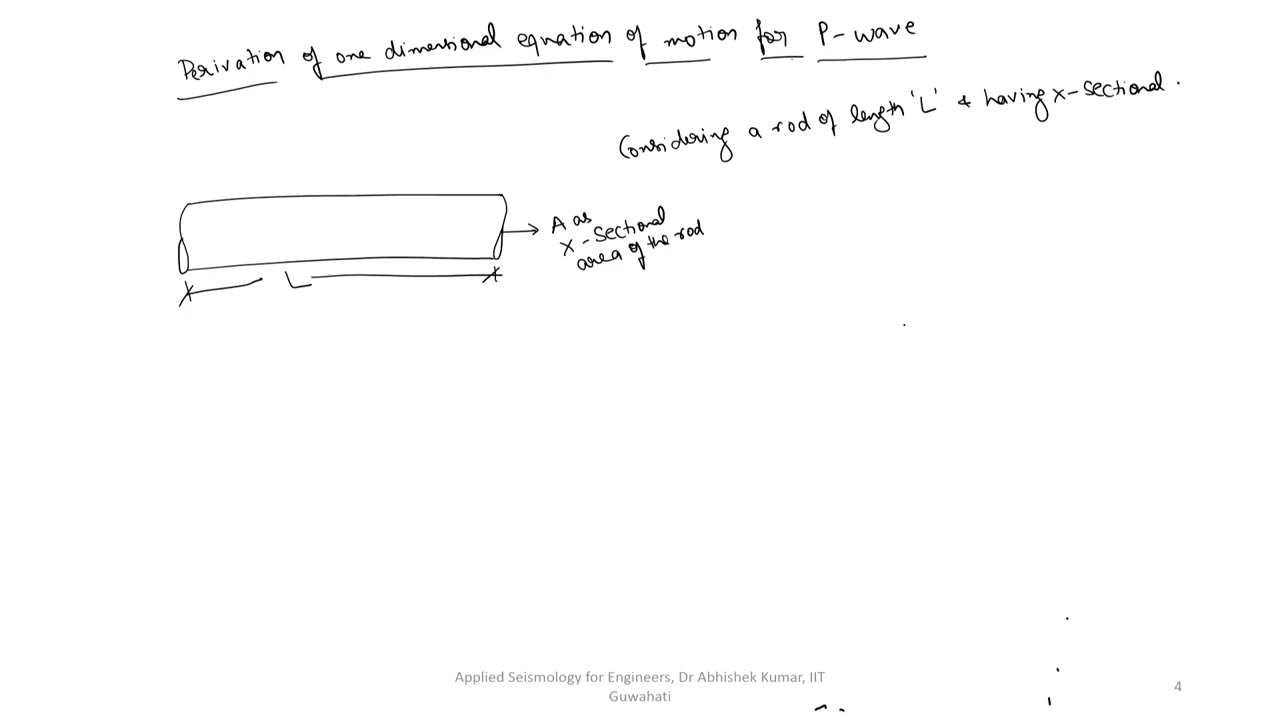 Derivation of one dimensional equation of motion for P-wave
Considering a rod of length 'L' & having x-sectional.
A as
X-sectional
area of the rod
L
Applied Seismology for Engineers, Dr Abhishek Kumar, IIT
Guwahati
4